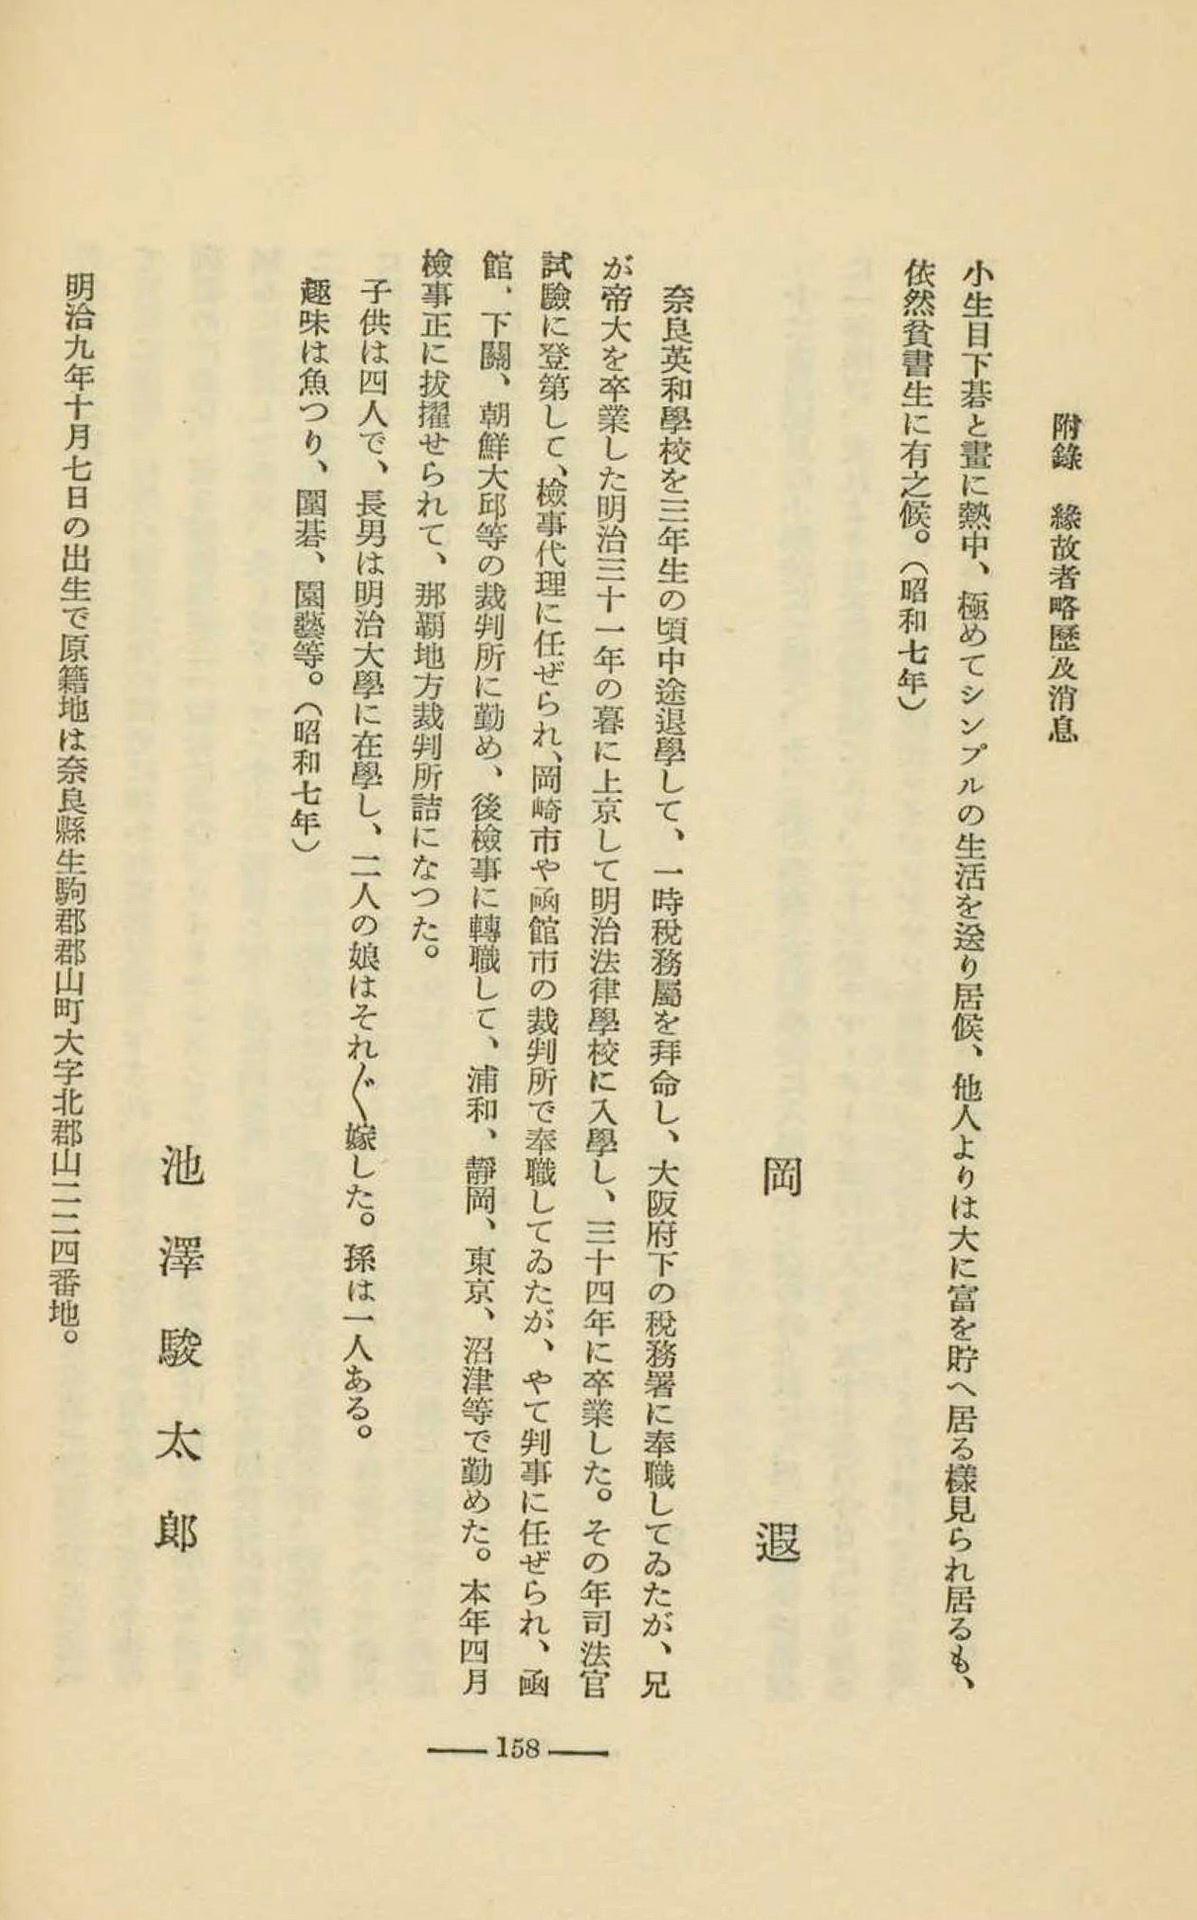 附錄　緣故者略歷及消息
小生目下碁と畫に熱中、極めてシンプルの生活を送り居候、他人よりは大に富を貯へ居る樣見られ居るも、
依然貧書生に有之候。（昭和七年）
岡　遐
奈良英和學校を三年生の頃中途退學して、一時稅務屬を拜命し、大阪府下の稅務署に奉職してゐたが、兄
が帝大を卒業した明治三十一年の暮に上京して明治法律學校に入學し、三十四年に卒業した。その年司法官
試驗に登第して、檢事代理に任ぜられ、岡崎市や函館市の裁判所で奉職してゐたが、やて判事に任ぜられ、函
館、下關、朝鮮大邱等の裁判所に勤め、後檢事に轉職して、浦和、靜岡、東京、沼津等で勤めた。本年四月
檢事正に拔擢せられて、那覇地方裁判所詰になつた。
子供は四人で、長男は明治大學に在學し、二人の娘はそれ〴〵嫁した。孫は一人ある。
趣味は魚つり、圍碁、園藝等。（昭和七年）
池澤駿太郎
明治九年十月七日の出生で原籍地は奈良縣生駒郡郡山町大字北郡山二二四番地。
158